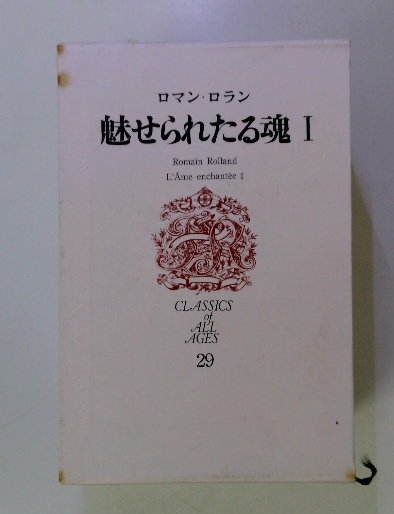 ロマン・ロラン
魅せられたる魂 I
Romain Rolland
L'Âme enchantée I
CLASSICS
of
ALL
AGES
29